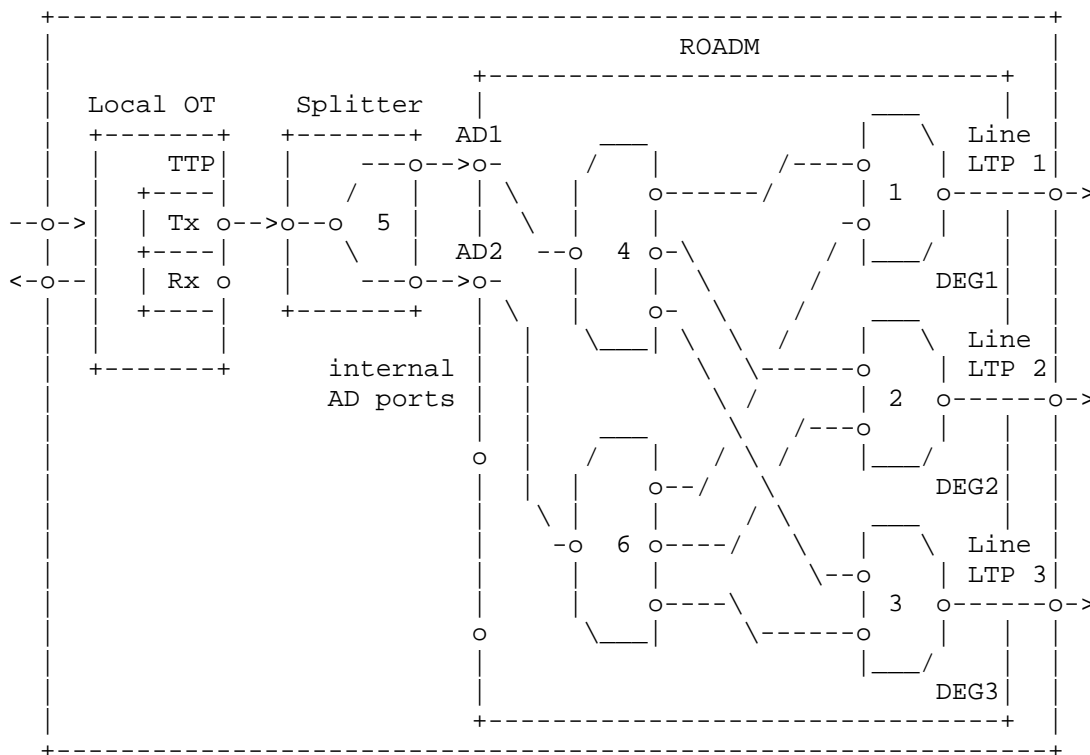 ROADM
Local OT Splitter
AD1 Line
TTP LTP 1
1
Tx 5
AD2 4
Rx DEG1
Line
internal LTP 2
AD ports 2
DEG2
6 Line
LTP 3
3
DEG3